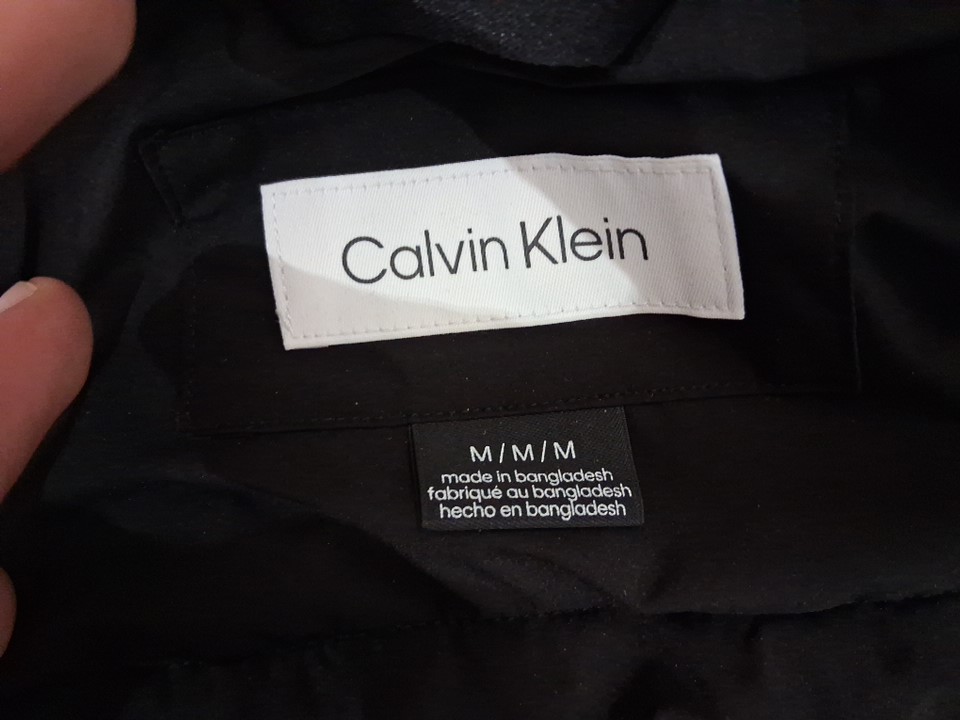 Calvin Klein
M/M/M
made in bangladesh
fabriqué au bangladesh
hecho en bangladesh